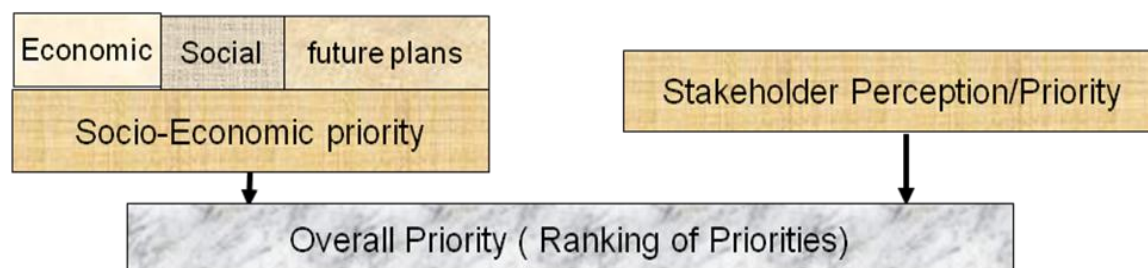 Economic
Social
future plans
Socio-Economic priority
Stakeholder Perception/Priority
Overall Priority ( Ranking of Priorities)